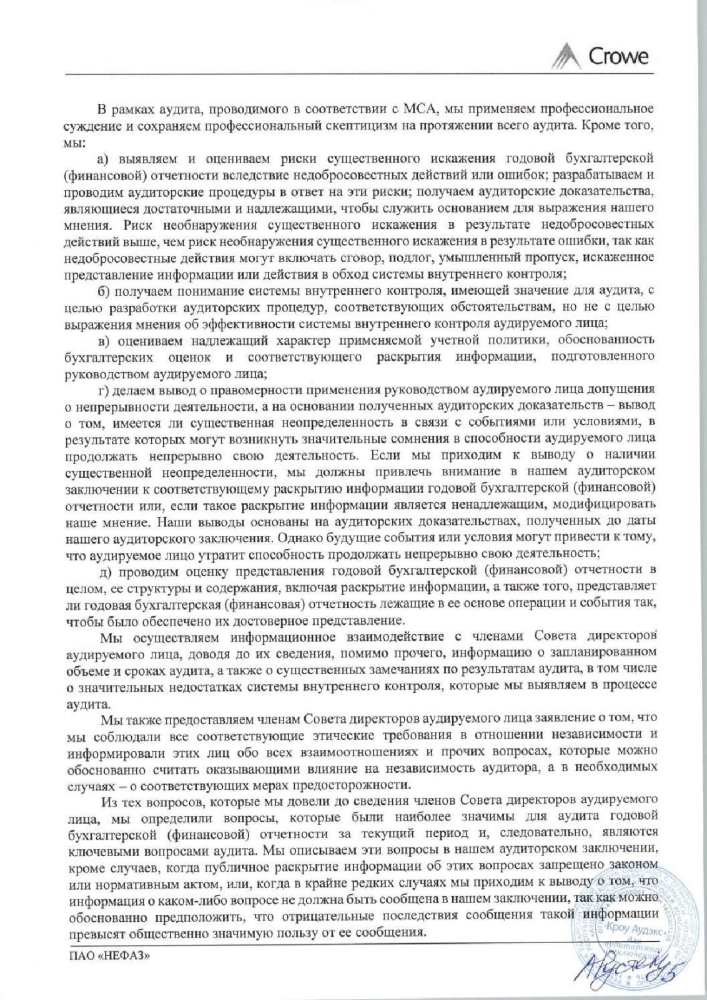 Crowe
В рамках аудита, проводимого в соответствии с МСА, мы применяем профессиональное
суждение и сохраняем профессиональный скептицизм на протяжении всего аудита. Кроме того,
мы:
а) выявляем и оцениваем риски существенного искажения годовой бухгалтерской
(финансовой) отчетности вследствие недобросовестных действий или ошибок; разрабатываем и
проводим аудиторские процедуры в ответ на эти риски; получаем аудиторские доказательства,
являющиеся достаточными и надлежащими, чтобы служить основанием для выражения нашего
мнения. Риск необнаружения существенного искажения в результате недобросовестных
действий выше, чем риск необнаружения существенного искажения в результате ошибки, так как
недобросовестные действия могут включать сговор, подлог, умышленный пропуск, искаженное
представление информации или действия в обход системы внутреннего контроля;
б) получаем понимание системы внутреннего контроля, имеющей значение для аудита, с
целью разработки аудиторских процедур, соответствующих обстоятельствам, но не с целью
выражения мнения об эффективности системы внутреннего контроля аудируемого лица;
в) оцениваем надлежащий характер применяемой учетной политики, обоснованность
бухгалтерских оценок и соответствующего раскрытия информации, подготовленного
руководством аудируемого лица;
г) делаем вывод о правомерности применения руководством аудируемого лица допущения
о непрерывности деятельности, а на основании полученных аудиторских доказательств – вывод
о том, имеется ли существенная неопределенность в связи с событиями или условиями, в
результате которых могут возникнуть значительные сомнения в способности аудируемого лица
продолжать непрерывно свою деятельность. Если мы приходим к выводу о наличии
существенной неопределенности, мы должны привлечь внимание в нашем аудиторском
заключении к соответствующему раскрытию информации годовой бухгалтерской (финансовой)
отчетности или, если такое раскрытие информации является ненадлежащим, модифицировать
наше мнение. Наши выводы основаны на аудиторских доказательствах, полученных до даты
нашего аудиторского заключения. Однако будущие события или условия могут привести к тому,
что аудируемое лицо утратит способность продолжать непрерывно свою деятельность;
д) проводим оценку представления годовой бухгалтерской (финансовой) отчетности в
целом, ее структуры и содержания, включая раскрытие информации, а также того, представляет
ли годовая бухгалтерская (финансовая) отчетность лежащие в ее основе операции и события так,
чтобы было обеспечено их достоверное представление.
Мы осуществляем информационное взаимодействие с членами Совета директоров
аудируемого лица, доводя до их сведения, помимо прочего, информацию о запланированном
объеме и сроках аудита, а также о существенных замечаниях по результатам аудита, в том числе
о значительных недостатках системы внутреннего контроля, которые мы выявляем в процессе
аудита.
Мы также предоставляем членам Совета директоров аудируемого лица заявление о том, что
мы соблюдали все соответствующие этические требования в отношении независимости и
информировали этих лиц обо всех взаимоотношениях и прочих вопросах, которые можно
обоснованно считать оказывающими влияние на независимость аудитора, а в необходимых
случаях – о соответствующих мерах предосторожности.
Из тех вопросов, которые мы довели до сведения членов Совета директоров аудируемого
лица, мы определили вопросы, которые были наиболее значимы для аудита годовой
бухгалтерской (финансовой) отчетности за текущий период и, следовательно, являются
ключевыми вопросами аудита. Мы описываем эти вопросы в нашем аудиторском заключении,
кроме случаев, когда публичное раскрытие информации об этих вопросах запрещено законом
или нормативным актом, или, когда в крайне редких случаях мы приходим к выводу о том, что
информация о каком-либо вопросе не должна быть сообщена в нашем заключении, так как можно
обоснованно предположить, что отрицательные последствия сообщения такой информации
превысят общественно значимую пользу от ее сообщения.
«Кроу Аудэкс»
для
аудиторского
заключения
ПАО «НЕФАЗ»